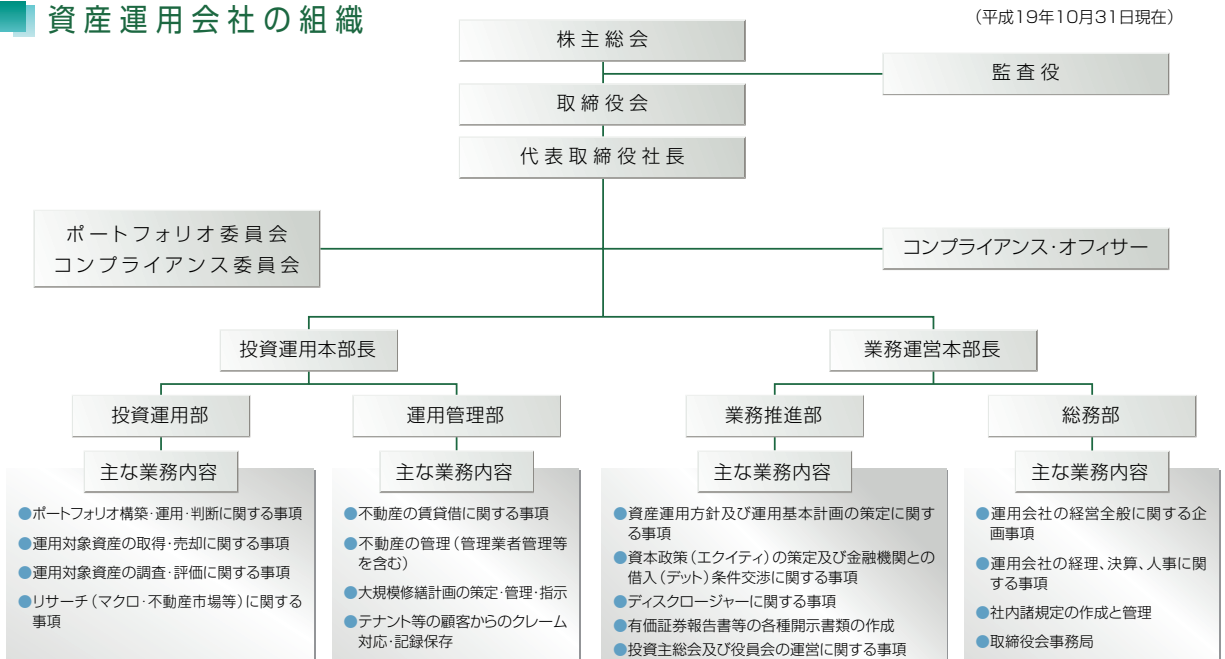 資産運用会社の組織
(平成19年10月31日現在)
株主総会
監査役
取締役会
代表取締役社長
ポートフォリオ委員会
コンプライアンス委員会
コンプライアンス・オフィサー
投資運用本部長
業務運営本部長
投資運用部
運用管理部
業務推進部
総務部
主な業務内容
主な業務内容
主な業務内容
主な業務内容
●ポートフォリオ構築・運用・判断に関する事項
●運用対象資産の取得・売却に関する事項
●運用対象資産の調査・評価に関する事項
●リサーチ(マクロ・不動産市場等)に関する
事項
●不動産の賃貸借に関する事項
●不動産の管理(管理業者管理等
を含む)
●大規模修繕計画の策定・管理・指示
●テナント等の顧客からのクレーム
対応・記録保存
●資産運用方針及び運用基本計画の策定に関す
る事項
●資本政策(エクイティ)の策定及び金融機関との
借入(デット)条件交渉に関する事項
●ディスクロージャーに関する事項
●有価証券報告書等の各種開示書類の作成
●投資主総会及び役員会の運営に関する事項
●運用会社の経営全般に関する企
画事項
●運用会社の経理、決算、人事に関
する事項
●社内諸規定の作成と管理
●取締役会事務局